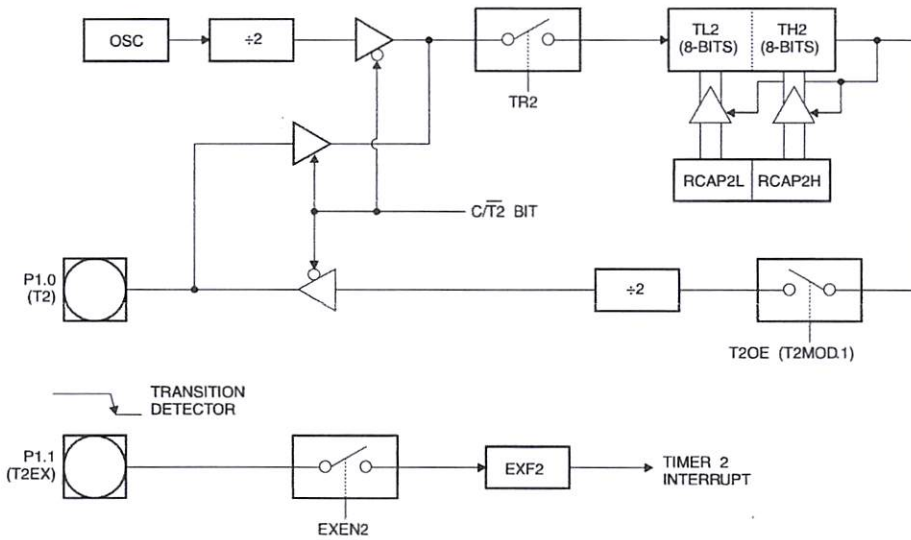 OSC
÷2
TR2
TL2
(8-BITS)
TH2
(8-BITS)
RCAP2L
RCAP2H
C/T̅2̅ BIT
P1.0
(T2)
÷2
T2OE (T2MOD.1)
TRANSITION
DETECTOR
P1.1
(T2EX)
EXEN2
EXF2
TIMER 2
INTERRUPT